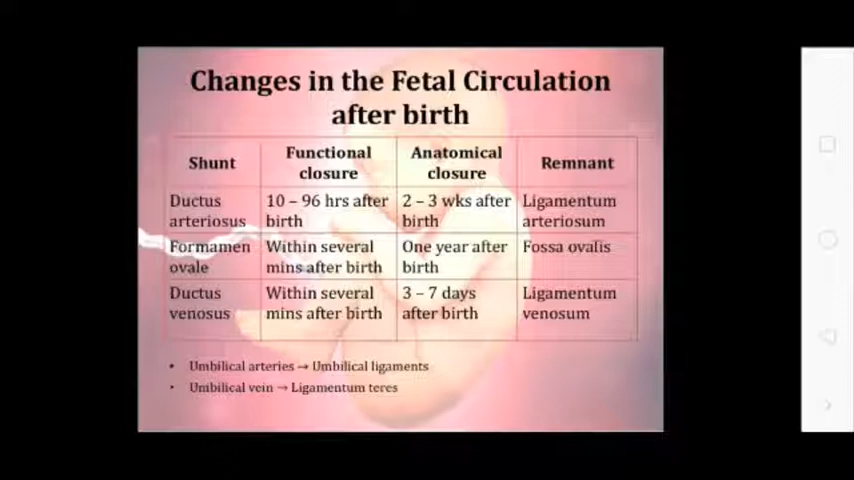 Changes in the Fetal Circulation
after birth
Shunt
Functional
closure
Anatomical
closure
Remnant
Ductus
arteriosus
10 – 96 hrs after
birth
2 – 3 wks after
birth
Ligamentum
arteriosum
Formamen
ovale
Within several
mins after birth
One year after
birth
Fossa ovalis
Ductus
venosus
Within several
mins after birth
3 – 7 days
after birth
Ligamentum
venosum
• Umbilical arteries → Umbilical ligaments
• Umbilical vein → Ligamentum teres